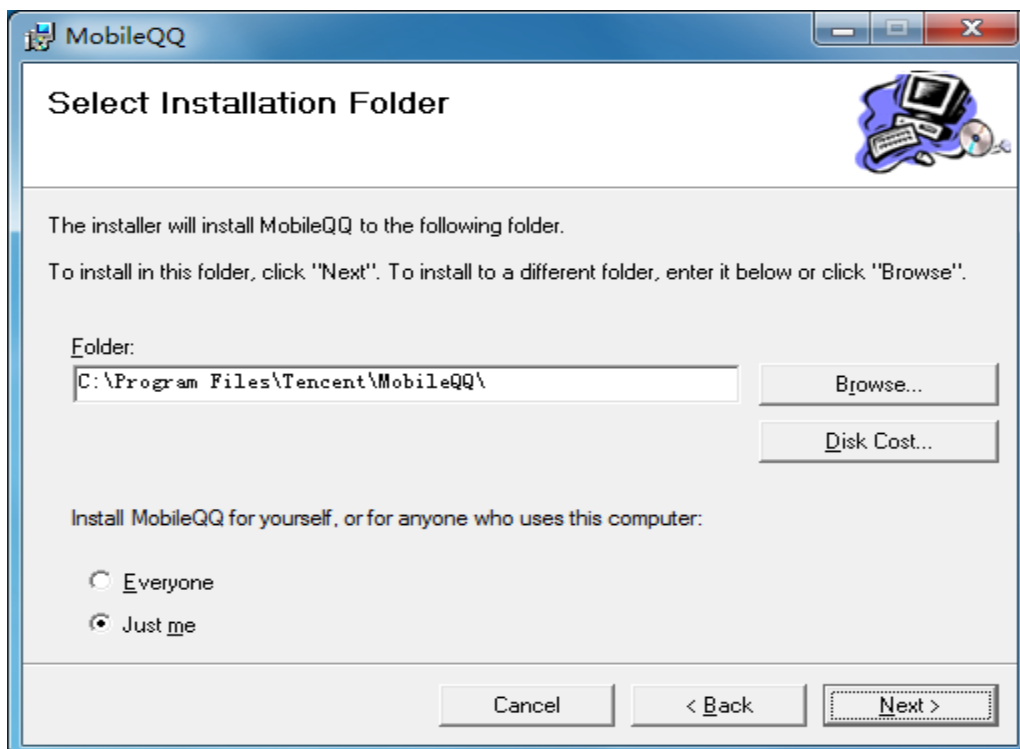 MobileQQ
Select Installation Folder
The installer will install MobileQQ to the following folder.
To install in this folder, click "Next". To install to a different folder, enter it below or click "Browse".
Folder:
C:\Program Files\Tencent\MobileQQ\
Browse...
Disk Cost...
Install MobileQQ for yourself, or for anyone who uses this computer:
Everyone
Just me
Cancel
< Back
Next >